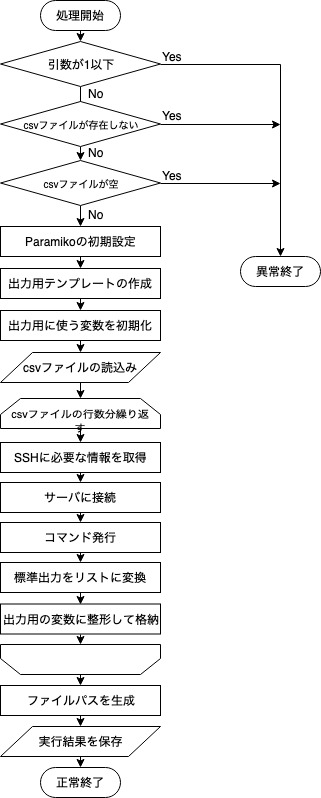 処理開始
引数が1以下
Yes
No
csvファイルが存在しない
Yes
No
csvファイルが空
Yes
No
Paramikoの初期設定
異常終了
出力用テンプレートの作成
出力用に使う変数を初期化
csvファイルの読込み
csvファイルの行数分繰り返
す
SSHに必要な情報を取得
サーバに接続
コマンド発行
標準出力をリストに変換
出力用の変数に整形して格納
ファイルパスを生成
実行結果を保存
正常終了